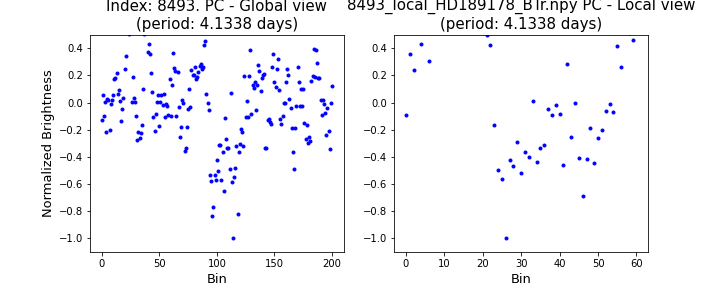 Index: 8493. PC - Global view
(period: 4.1338 days)
8493_local_HD189178_BTr.npy PC - Local view
(period: 4.1338 days)
Normalized Brightness
0.4
0.2
0.0
−0.2
−0.4
−0.6
−0.8
−1.0
0 50 100 150 200
Bin
0.4
0.2
0.0
−0.2
−0.4
−0.6
−0.8
−1.0
0 10 20 30 40 50 60
Bin